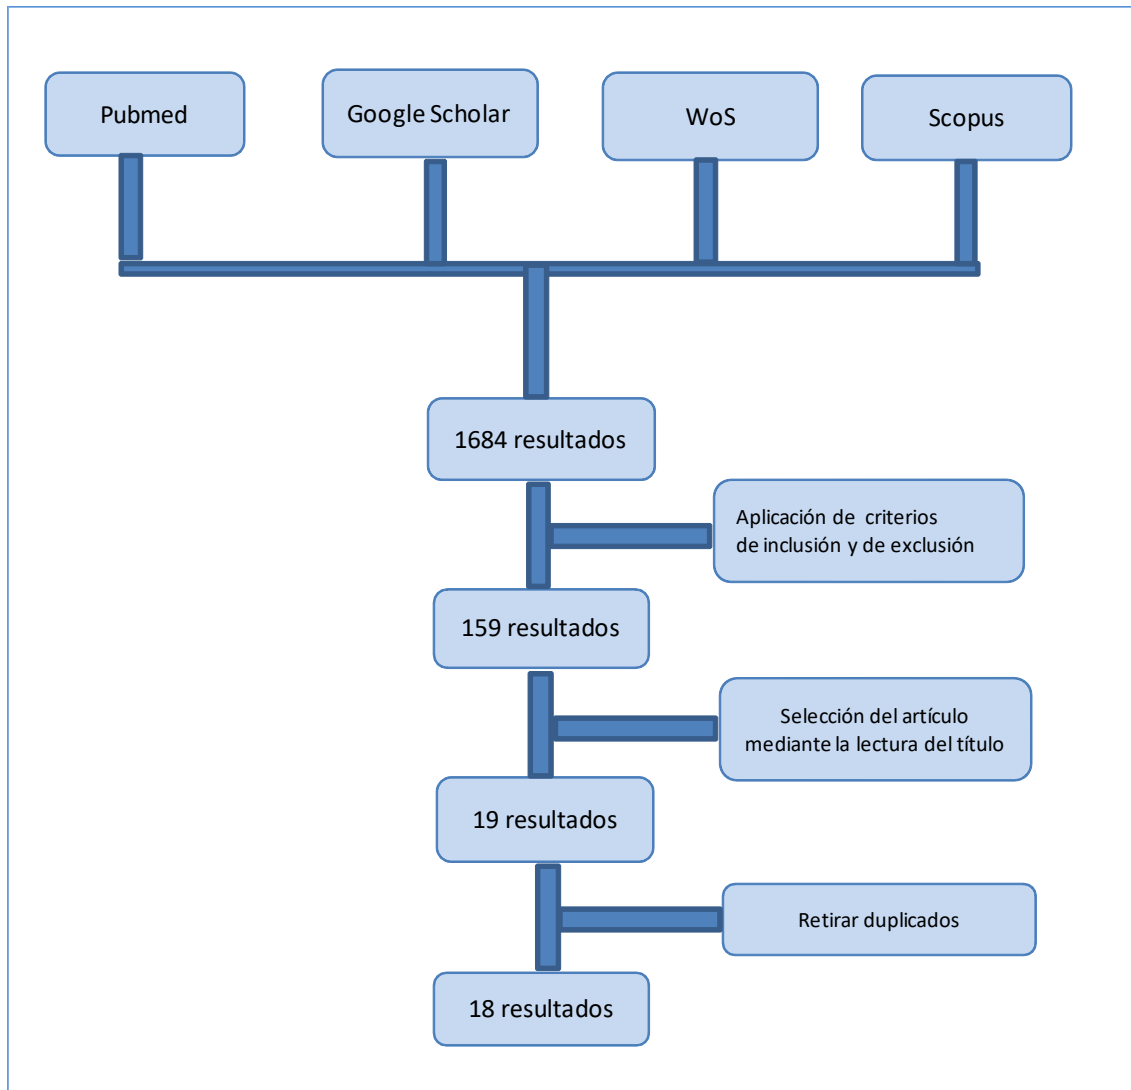 Pubmed
Google Scholar
WoS
Scopus
1684 resultados
Aplicación de criterios
de inclusión y de exclusión
159 resultados
Selección del artículo
mediante la lectura del título
19 resultados
Retirar duplicados
18 resultados